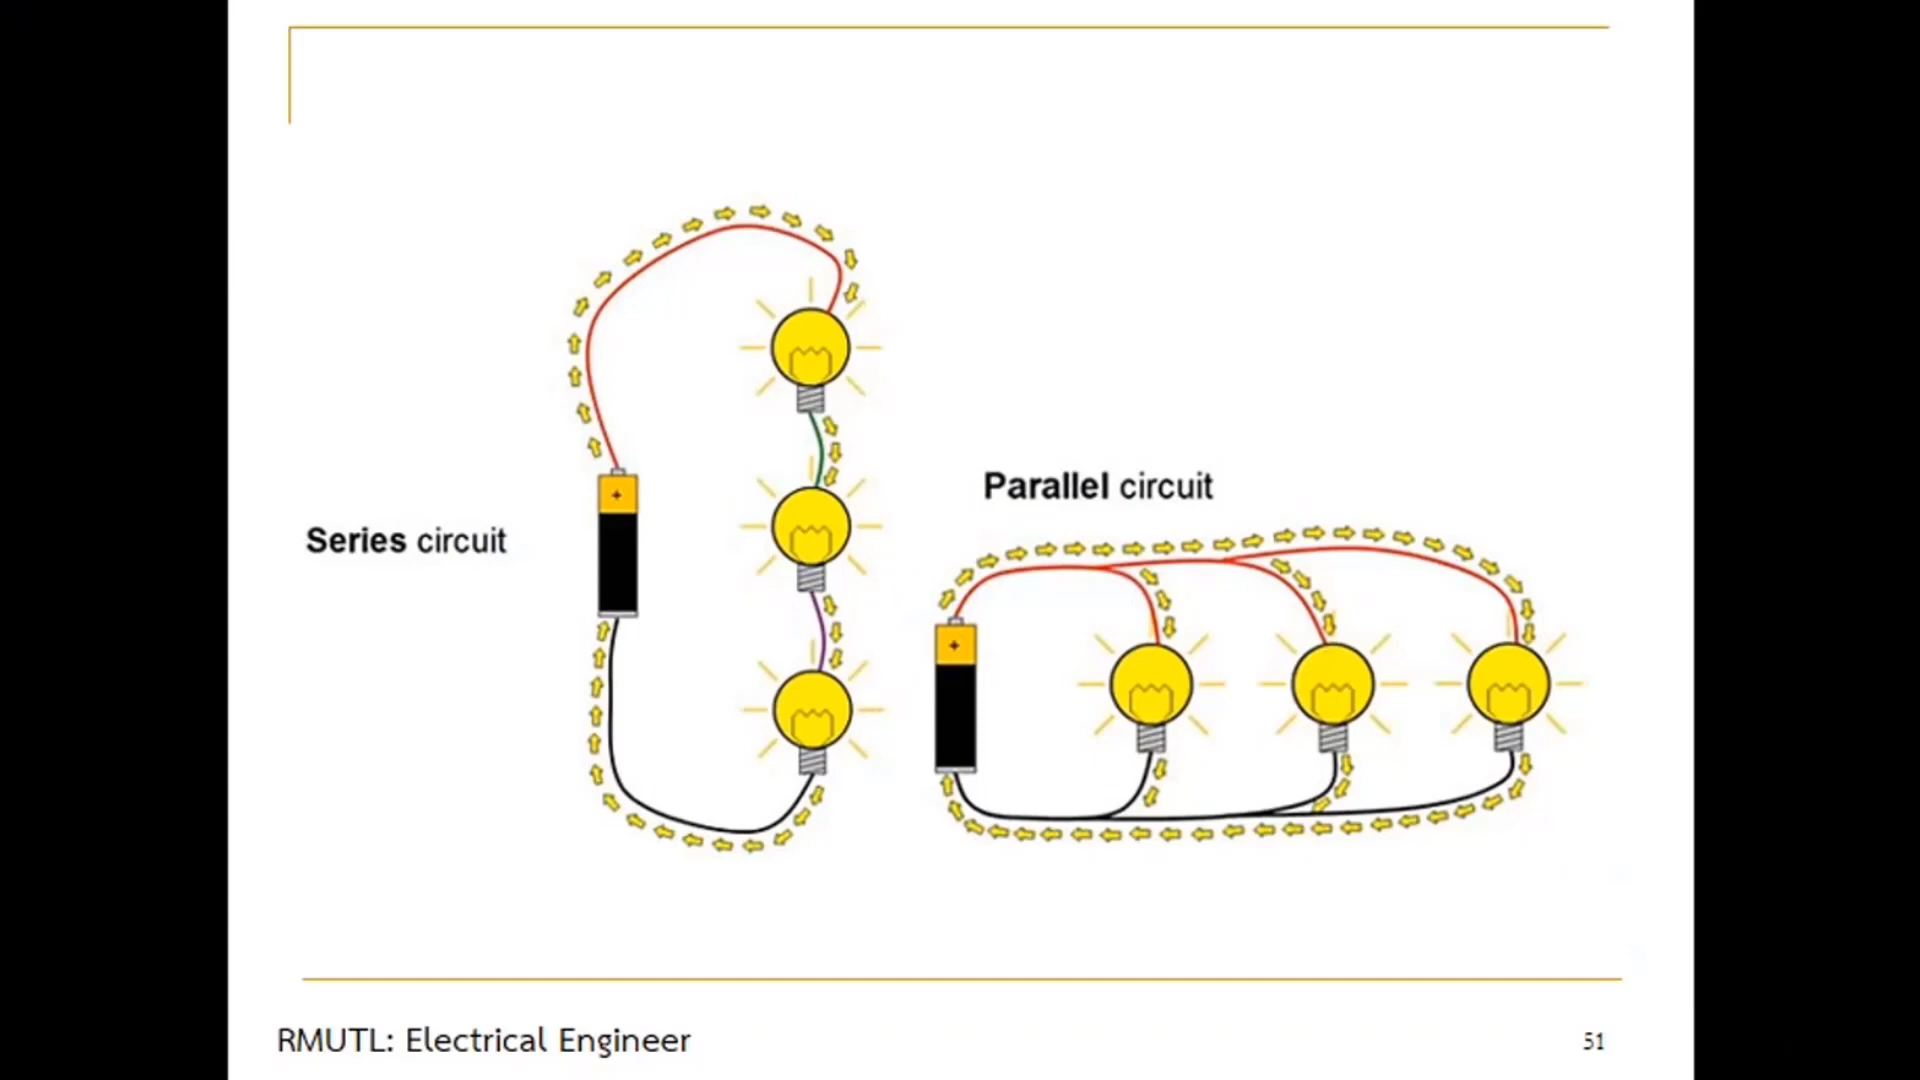 Series circuit
+
Parallel circuit
+
RMUTL: Electrical Engineer
51